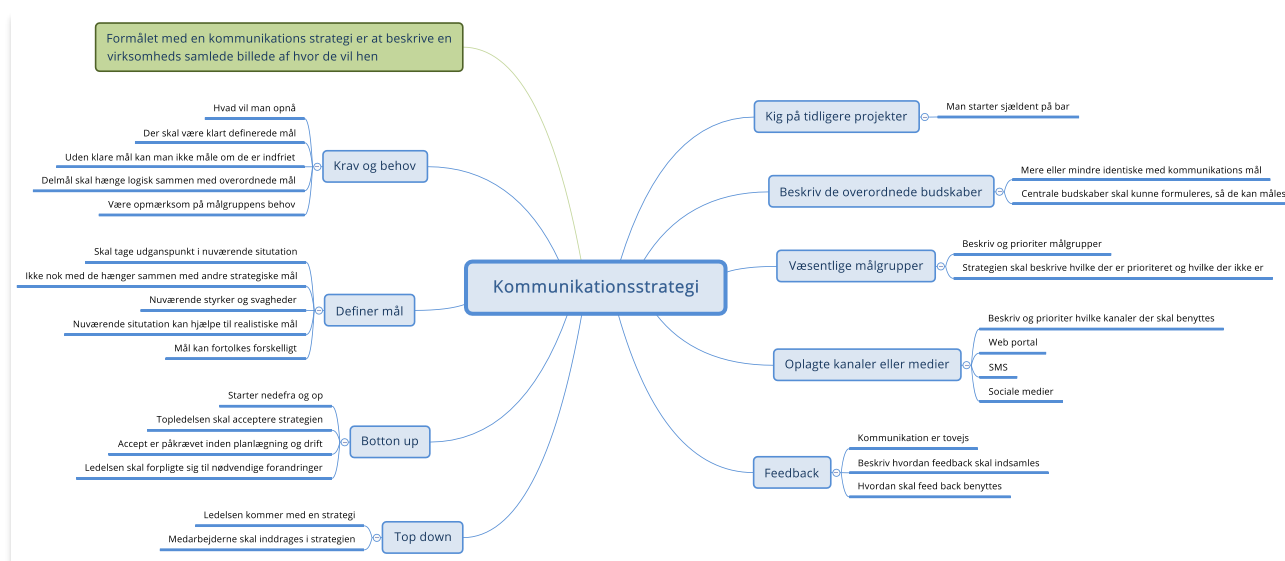 Formålet med en kommunikations strategi er at beskrive en
virksomheds samlede billede af hvor de vil hen
Kommunikationsstrategi
Krav og behov
Hvad vil man opnå
Der skal være klart definerede mål
Uden klare mål kan man ikke måle om de er indfriet
Delmål skal hænge logisk sammen med overordnede mål
Være opmærksom på målgruppens behov
Definer mål
Skal tage udganspunkt i nuværende situtation
Ikke nok med de hænger sammen med andre strategiske mål
Nuværende styrker og svagheder
Nuværende situtation kan hjælpe til realistiske mål
Mål kan fortolkes forskelligt
Botton up
Starter nedefra og op
Topledelsen skal acceptere strategien
Accept er påkrævet inden planlægning og drift
Ledelsen skal forpligte sig til nødvendige forandringer
Top down
Ledelsen kommer med en strategi
Medarbejderne skal inddrages i strategien
Kig på tidligere projekter
Man starter sjældent på bar
Beskriv de overordnede budskaber
Mere eller mindre identiske med kommunikations mål
Centrale budskaber skal kunne formuleres, så de kan måles
Væsentlige målgrupper
Beskriv og prioriter målgrupper
Strategien skal beskrive hvilke der er prioriteret og hvilke der ikke er
Oplagte kanaler eller medier
Beskriv og prioriter hvilke kanaler der skal benyttes
Web portal
SMS
Sociale medier
Feedback
Kommunikation er tovejs
Beskriv hvordan feedback skal indsamles
Hvordan skal feed back benyttes